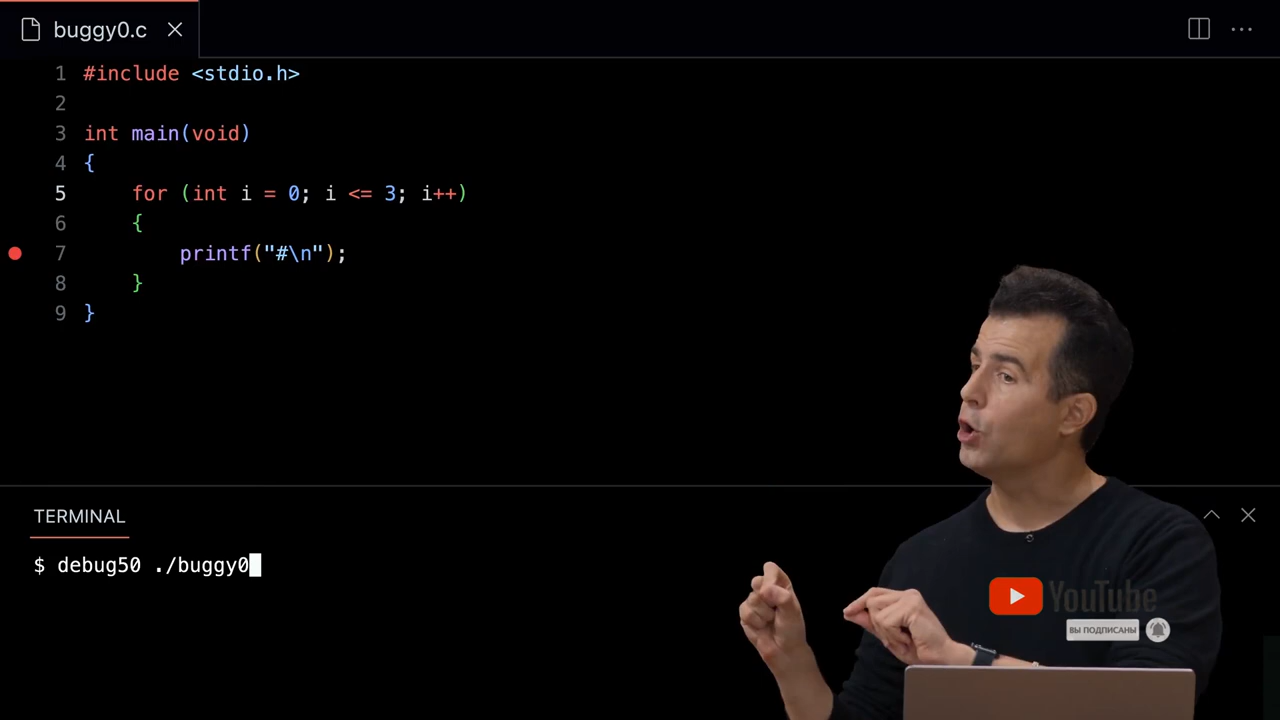 buggy0.c
1 #include <stdio.h>
2
3 int main(void)
4 {
5     for (int i = 0; i <= 3; i++)
6     {
7         printf("#\n");
8     }
9 }
TERMINAL
$ debug50 ./buggy0
YouTube
ВЫ ПОДПИСАНЫ